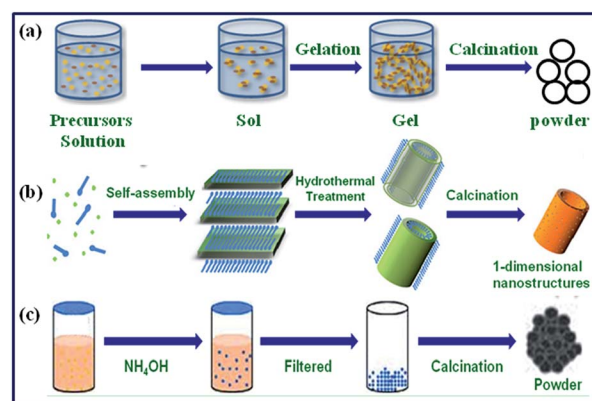 (a)
Gelation
Calcination
Precursors
Solution
Sol
Gel
powder
(b)
Self-assembly
Hydrothermal
Treatment
Calcination
1-dimensional
nanostructures
(c)
NH₄OH
Filtered
Calcination
Powder